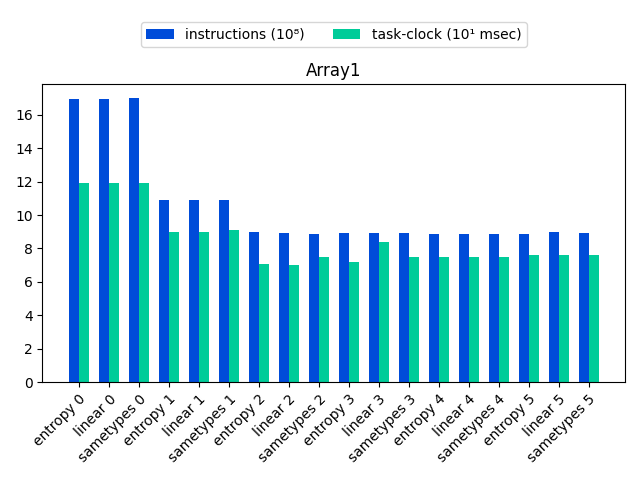 instructions (10⁸) task-clock (10¹ msec)
Array1
16
14
12
10
8
6
4
2
0
entropy 0
linear 0
sametypes 0
entropy 1
linear 1
sametypes 1
entropy 2
linear 2
sametypes 2
entropy 3
linear 3
sametypes 3
entropy 4
linear 4
sametypes 4
entropy 5
linear 5
sametypes 5